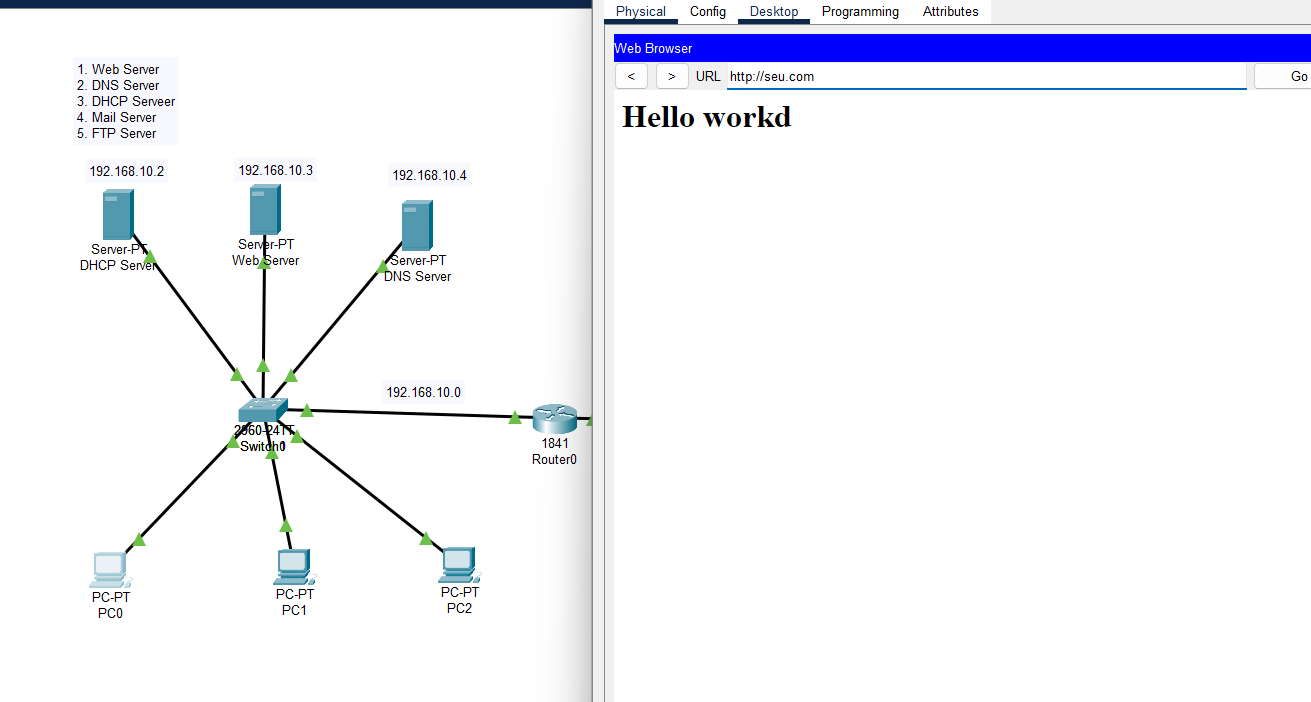 1. Web Server
2. DNS Server
3. DHCP Serveer
4. Mail Server
5. FTP Server
192.168.10.2
192.168.10.3
192.168.10.4
Server-PT
DHCP Server
Server-PT
Web Server
Server-PT
DNS Server
192.168.10.0
2960-24TT
Switch0
1841
Router0
PC-PT
PC0
PC-PT
PC1
PC-PT
PC2
Physical Config Desktop Programming Attributes
Web Browser
< > URL http://seu.com Go
Hello workd